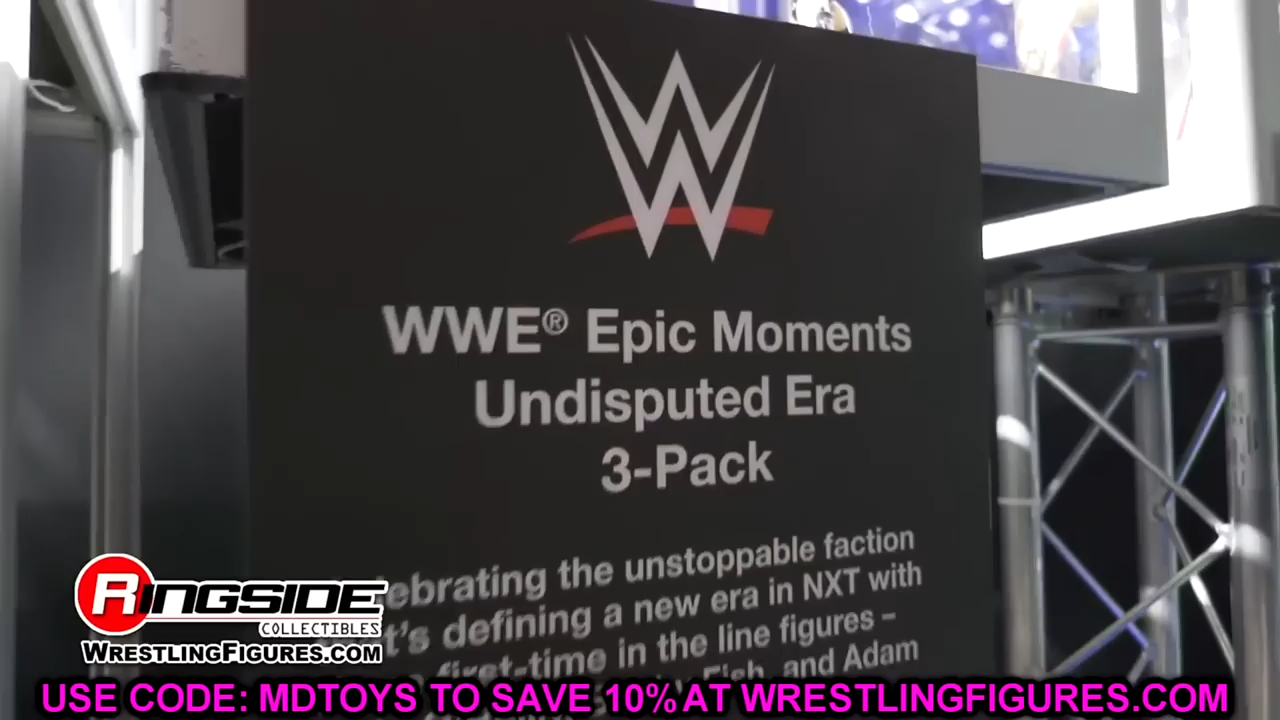 W
WWE® Epic Moments
Undisputed Era
3-Pack
ebrating the unstoppable faction
t's defining a new era in NXT with
first-time in the line figures –
Fish, and Adam
RINGSIDE
COLLECTIBLES
WRESTLINGFIGURES.COM
USE CODE: MDTOYS TO SAVE 10% AT WRESTLINGFIGURES.COM